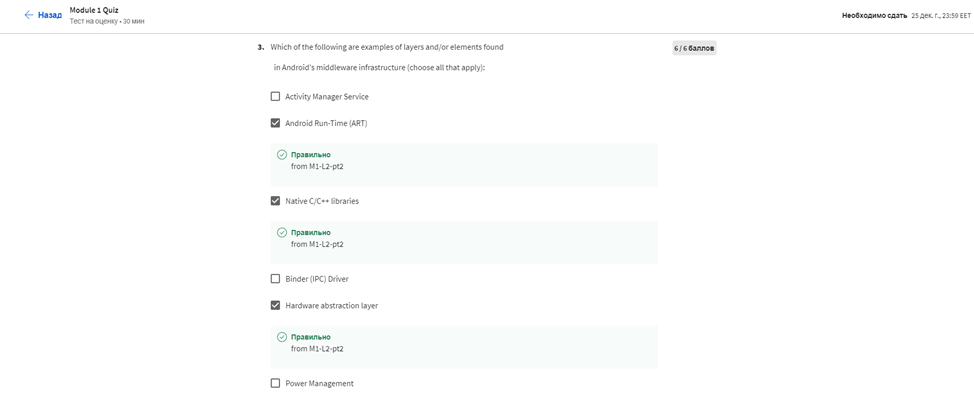 Назад
Module 1 Quiz
Тест на оценку • 30 мин
Необходимо сдать 25 дек. г., 23:59 EET
3. Which of the following are examples of layers and/or elements found
6 / 6 баллов
in Android's middleware infrastructure (choose all that apply):
Activity Manager Service
Android Run-Time (ART)
Правильно
from M1-L2-pt2
Native C/C++ libraries
Правильно
from M1-L2-pt2
Binder (IPC) Driver
Hardware abstraction layer
Правильно
from M1-L2-pt2
Power Management